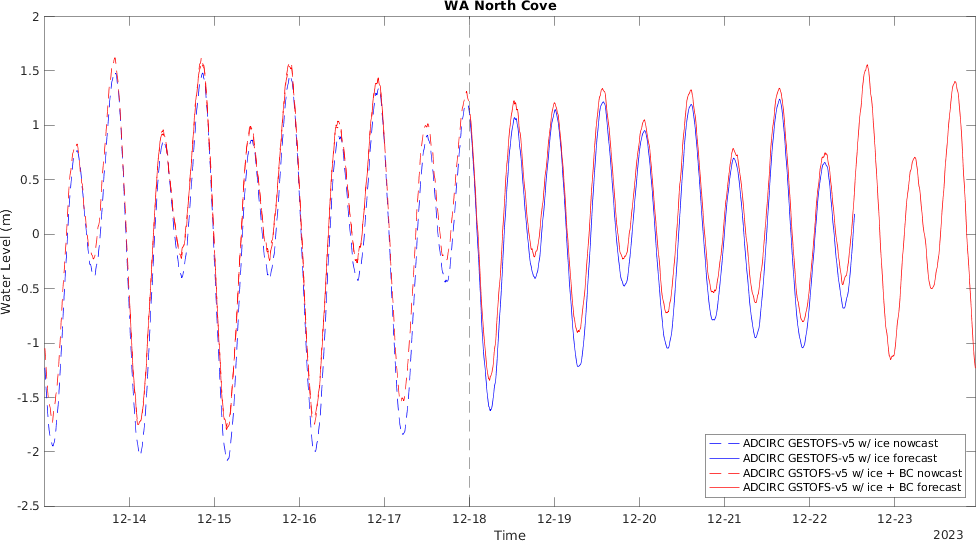 WA North Cove
2
1.5
1
0.5
0
-0.5
-1
-1.5
-2
-2.5
Water Level (m)
12-14 12-15 12-16 12-17 12-18 12-19 12-20 12-21 12-22 12-23
Time
2023
ADCIRC GESTOFS-v5 w/ ice nowcast
ADCIRC GESTOFS-v5 w/ ice forecast
ADCIRC GSTOFS-v5 w/ ice + BC nowcast
ADCIRC GSTOFS-v5 w/ ice + BC forecast